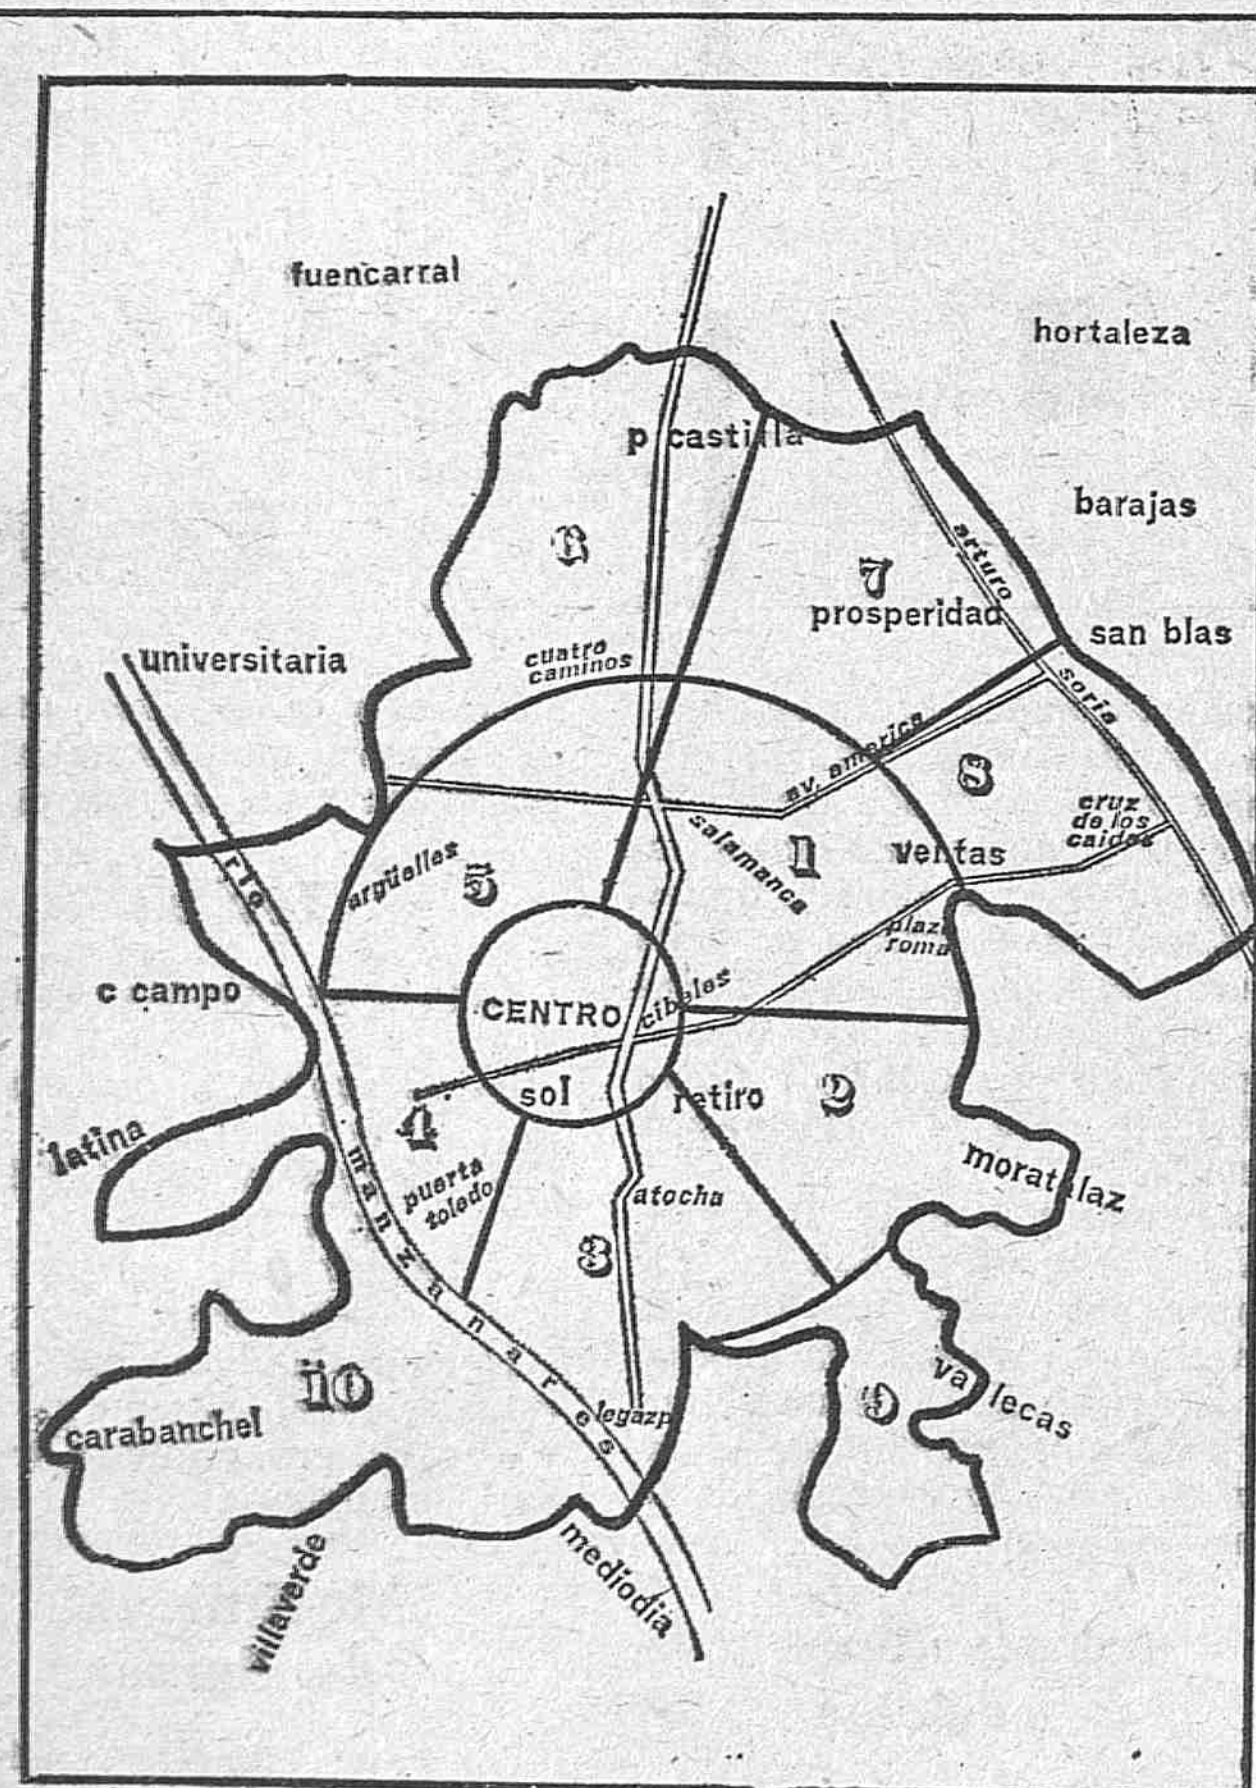 fuencarral
hortaleza
p castilla
barajas
6
arturo
7
prosperidad
san blas
universitaria
cuatro
caminos
soria
av. america
8
cruz
de los
caidos
salamanca
1
ventas
argüelles
5
rio
plaza
roma
c campo
CENTRO
cibeles
sol
retiro
2
4
latina
manzanares
puerta
toledo
moratalaz
atocha
3
10
9
vallecas
carabanchel
legazpi
mediodia
villaverde